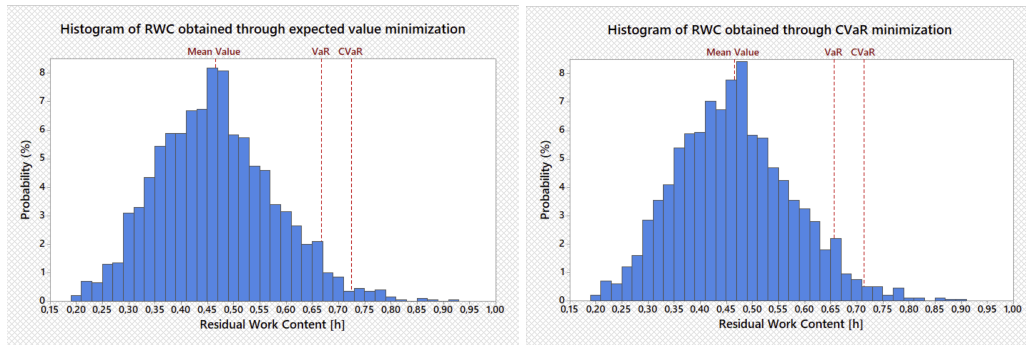 Histogram of RWC obtained through expected value minimization
Mean Value VaR CVaR
8
7
6
5
4
3
2
1
0
Probability (%)
0,15 0,20 0,25 0,30 0,35 0,40 0,45 0,50 0,55 0,60 0,65 0,70 0,75 0,80 0,85 0,90 0,95 1,00
Residual Work Content [h]
Histogram of RWC obtained through CVaR minimization
Mean Value VaR CVaR
8
7
6
5
4
3
2
1
0
Probability (%)
0,15 0,20 0,25 0,30 0,35 0,40 0,45 0,50 0,55 0,60 0,65 0,70 0,75 0,80 0,85 0,90 0,95 1,00
Residual Work Content [h]